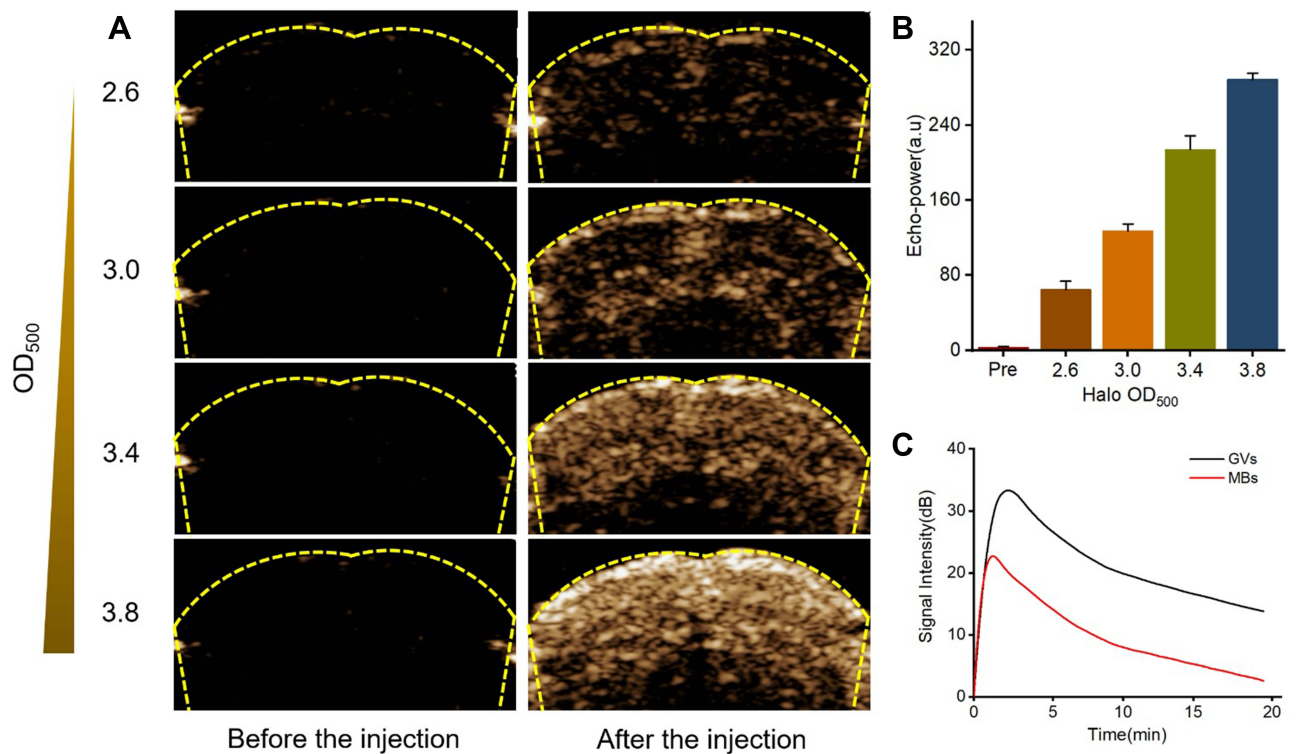 A
OD500
2.6
3.0
3.4
3.8
Before the injection
After the injection
B
Echo-power(a.u)
320
240
160
80
0
Pre 2.6 3.0 3.4 3.8
Halo OD500
C
Signal Intensity(dB)
40
30
20
10
0
GVs
MBs
0 5 10 15 20
Time(min)